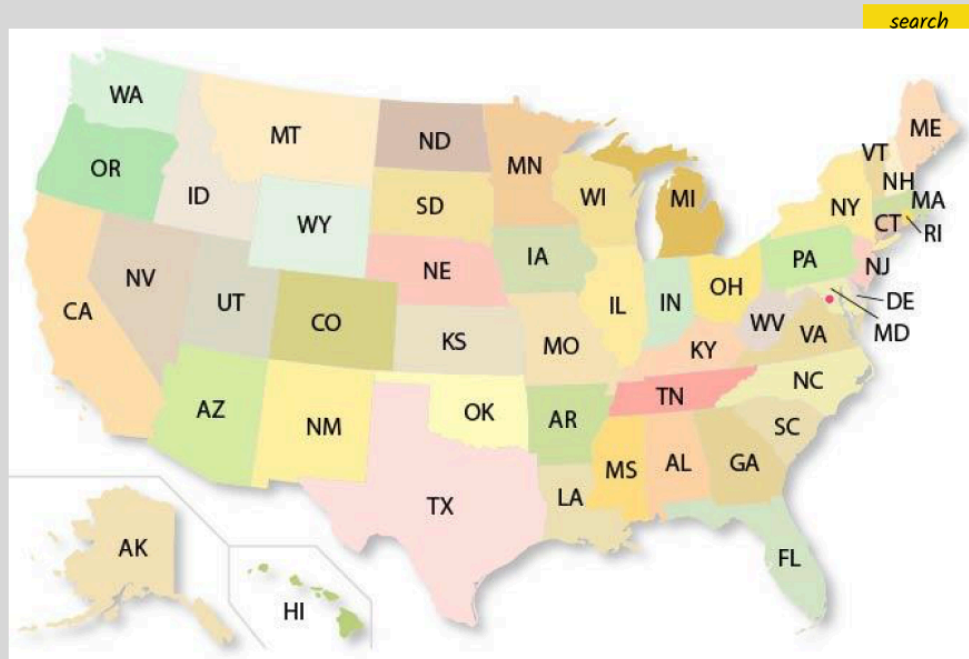 search
WA
ME
MT
ND
VT
OR
MN
NH
ID
WI
MI
MA
SD
NY
WY
CT
RI
IA
PA
NE
NJ
NV
OH
UT
IL
IN
DE
CA
CO
WV
MD
KS
VA
MO
KY
NC
TN
AZ
OK
AR
NM
SC
MS
AL
GA
LA
TX
AK
FL
HI